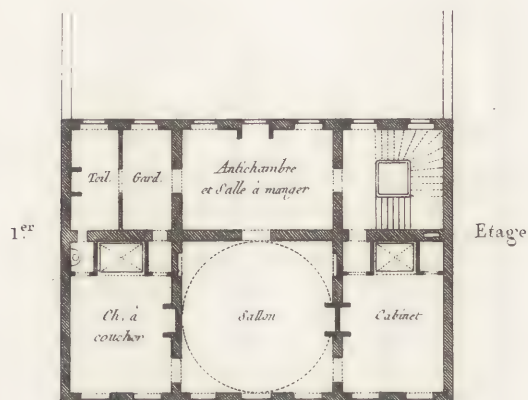 1.er
Etage
Toil.
Gard.
Antichambre
et Salle à manger
Ch. à
coucher
Sallon
Cabinet